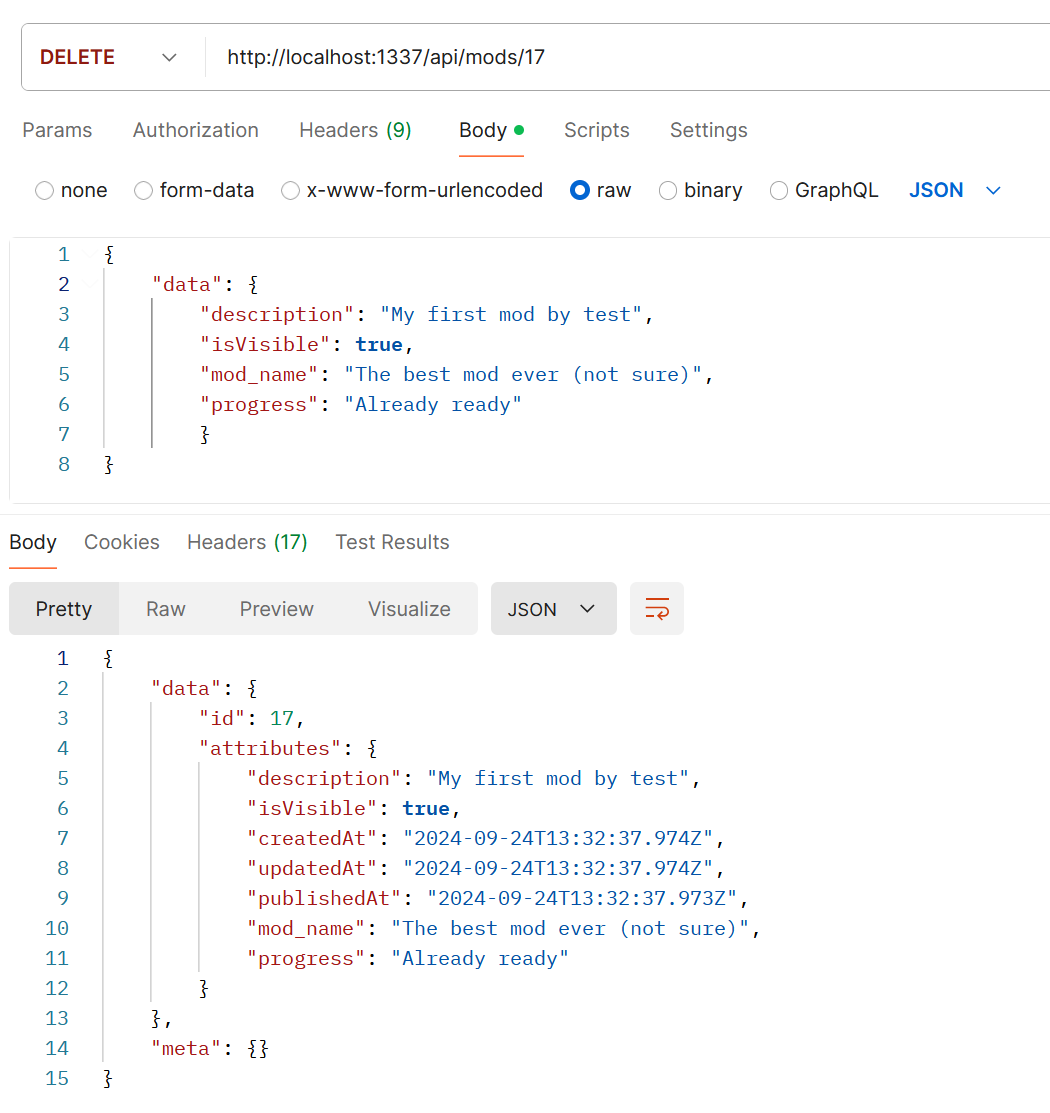 DELETE http://localhost:1337/api/mods/17
Params Authorization Headers (9) Body Scripts Settings
none form-data x-www-form-urlencoded raw binary GraphQL JSON
1 {
2 "data": {
3 "description": "My first mod by test",
4 "isVisible": true,
5 "mod_name": "The best mod ever (not sure)",
6 "progress": "Already ready"
7 }
8 }
Body Cookies Headers (17) Test Results
Pretty Raw Preview Visualize JSON
1 {
2 "data": {
3 "id": 17,
4 "attributes": {
5 "description": "My first mod by test",
6 "isVisible": true,
7 "createdAt": "2024-09-24T13:32:37.974Z",
8 "updatedAt": "2024-09-24T13:32:37.974Z",
9 "publishedAt": "2024-09-24T13:32:37.973Z",
10 "mod_name": "The best mod ever (not sure)",
11 "progress": "Already ready"
12 }
13 },
14 "meta": {}
15 }